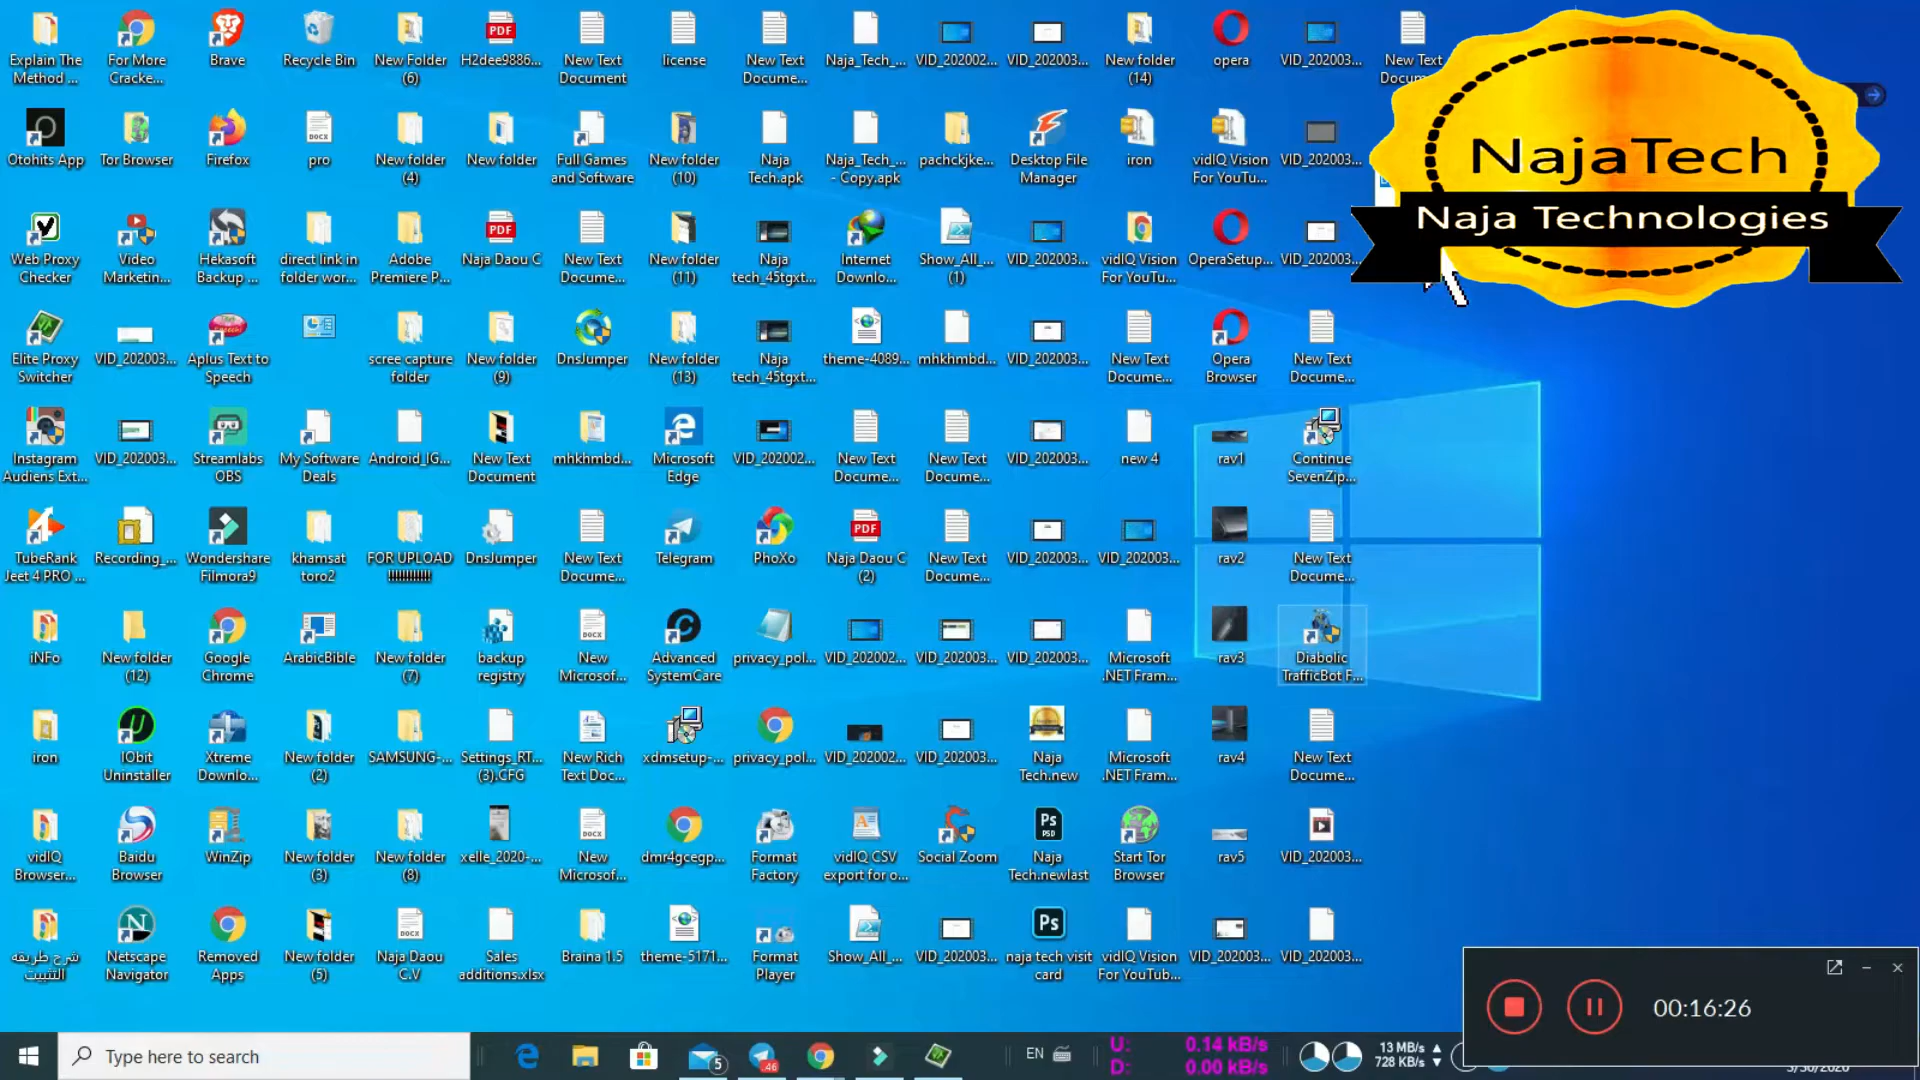 Explain The
Method ...
For More
Cracke...
Brave
Recycle Bin
New Folder
(6)
H2dee9886...
New Text
Document
license
New Text
Docume...
Naja_Tech_...
VID_202002...
VID_202003...
New folder
(14)
opera
VID_202003...
New Text
Otohits App
Tor Browser
Firefox
pro
New folder
(4)
New folder
Full Games
and Software
New folder
(10)
Naja
Tech.apk
Naja_Tech_...
- Copy.apk
pachckjke...
Desktop File
Manager
iron
vidIQ Vision
For YouTu...
VID_202003...
NajaTech
Naja Technologies
Web Proxy
Checker
Video
Marketin...
Hekasoft
Backup ...
direct link in
folder wor...
Adobe
Premiere P...
Naja Daou C
New Text
Docume...
New folder
(11)
Naja
tech_45tgxt...
Internet
Downlo...
Show_All_...
(1)
VID_202003...
vidIQ Vision
For YouTu...
OperaSetup...
VID_202003...
Elite Proxy
Switcher
VID_202003...
Aplus Text to
Speech
scree capture
folder
New folder
(9)
DnsJumper
New folder
(13)
Naja
tech_45tgxt...
theme-4089...
mhkhmbd...
VID_202003...
New Text
Docume...
Opera
Browser
New Text
Docume...
Instagram
Audiens Ext...
VID_202003...
Streamlabs
OBS
My Software
Deals
Android_IG...
New Text
Document
mhkhmbd...
Microsoft
Edge
VID_202002...
New Text
Docume...
New Text
Docume...
VID_202003...
new 4
rav1
Continue
SevenZip...
TubeRank
Jeet 4 PRO ...
Recording_...
Wondershare
Filmora9
khamsat
toro2
FOR UPLOAD
!!!!!!!!!!!!
DnsJumper
New Text
Docume...
Telegram
PhoXo
Naja Daou C
(2)
New Text
Docume...
VID_202003...
VID_202003...
rav2
New Text
Docume...
iNFo
New folder
(12)
Google
Chrome
ArabicBible
New folder
(7)
backup
registry
New
Microsof...
Advanced
SystemCare
privacy_pol...
VID_202002...
VID_202003...
VID_202003...
Microsoft
.NET Fram...
rav3
Diabolic
TrafficBot F...
iron
IObit
Uninstaller
Xtreme
Downlo...
New folder
(2)
SAMSUNG-...
Settings_RT...
(3).CFG
New Rich
Text Doc...
xdmsetup-...
privacy_pol...
VID_202002...
VID_202003...
Naja
Tech.new
Microsoft
.NET Fram...
rav4
New Text
Docume...
vidIQ
Browser...
Baidu
Browser
WinZip
New folder
(3)
New folder
(8)
xelle_2020-...
New
Microsof...
dmr4gcegp...
Format
Factory
vidIQ CSV
export for o...
Social Zoom
Naja
Tech.newlast
Start Tor
Browser
rav5
VID_202003...
شرح طريقه
التثبيت
Netscape
Navigator
Removed
Apps
New folder
(5)
Naja Daou
C.V
Sales
additions.xlsx
Braina 1.5
theme-5171...
Format
Player
Show_All_...
VID_202003...
naja tech visit
card
vidIQ Vision
For YouTub...
VID_202003...
VID_202003...
00:16:26
Type here to search
5
46
EN
U: 0.14 kB/s
D: 0.00 kB/s
13 MB/s
728 KB/s